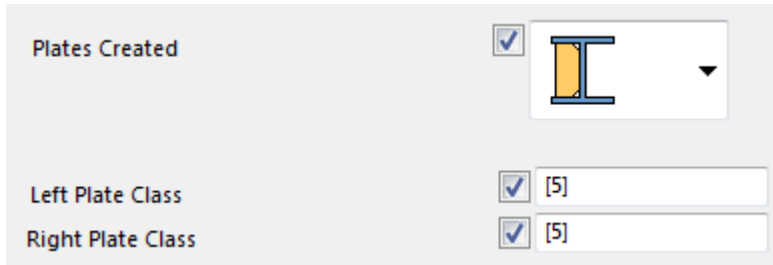 Plates Created
Left Plate Class [5]
Right Plate Class [5]